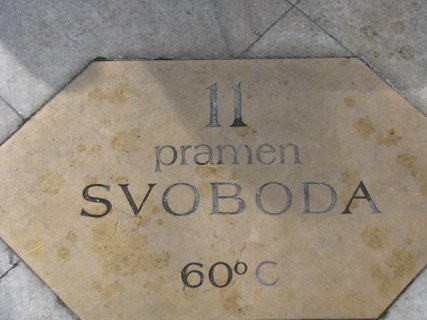 11
pramen
SVOBODA
60° C